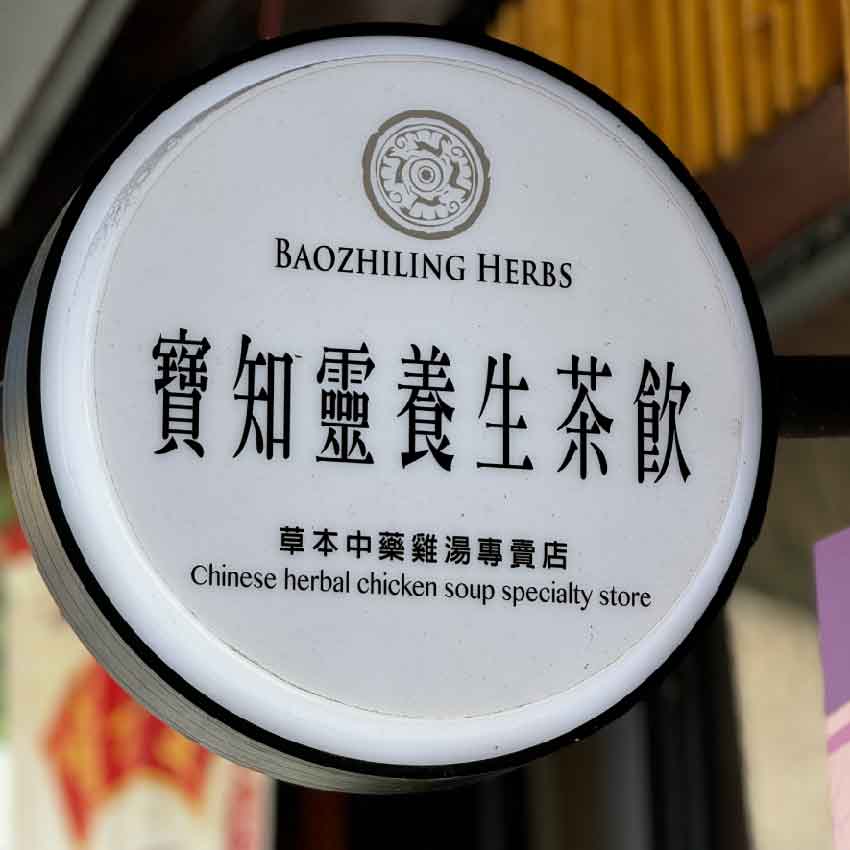 BAOZHILING HERBS
寶知靈養生茶飲
草本中藥雞湯專賣店
Chinese herbal chicken soup specialty store